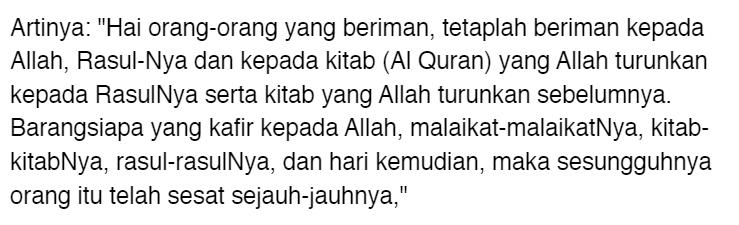 Artinya: "Hai orang-orang yang beriman, tetaplah beriman kepada
Allah, Rasul-Nya dan kepada kitab (Al Quran) yang Allah turunkan
kepada RasulNya serta kitab yang Allah turunkan sebelumnya.
Barangsiapa yang kafir kepada Allah, malaikat-malaikatNya, kitab-
kitabNya, rasul-rasulNya, dan hari kemudian, maka sesungguhnya
orang itu telah sesat sejauh-jauhnya,"